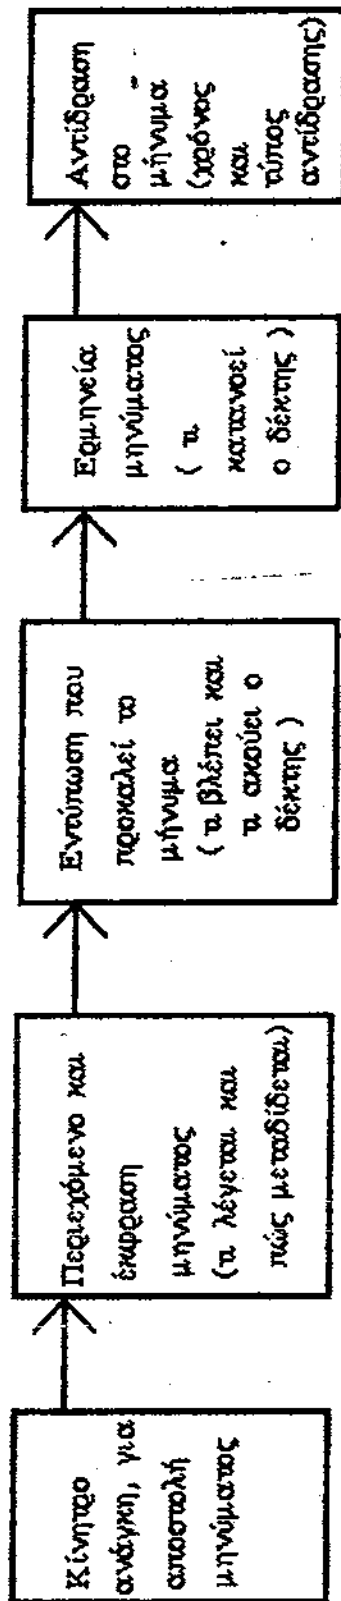 Κίνητρο
ανάγκη, για
αποστολή
μηνύματος
Περιεχόμενο και
έκφραση
μηνύματος
(τι λέγεται και
πώς μεταδίδεται)
Εντύπωση που
προκαλεί το
μήνυμα
( τι βλέπει και
τι ακούει ο
δέκτης )
Ερμηνεία
μηνύματος
( τι
κατανοεί
ο δέκτης )
Αντίδραση
στο
μήνυμα
(χρόνος
και
τύπος
αντίδρασης)